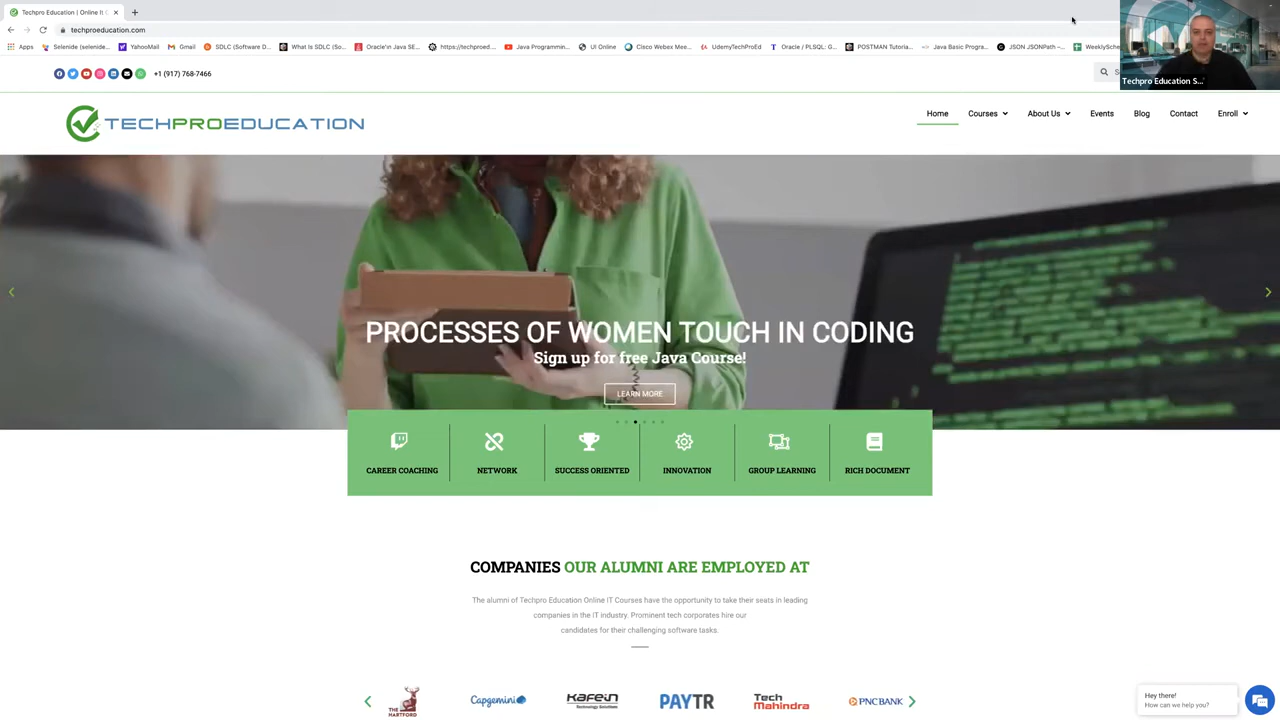 Techpro Education | Online It C
techproeducation.com
Apps
Selenide (selenide...
YahooMail
Gmail
SDLC (Software D...
What Is SDLC (So...
Oracle'in Java SE...
https://techproed...
Java Programmin...
UI Online
Cisco Webex Mee...
UdemyTechProEd
Oracle / PLSQL: G...
POSTMAN Tutoria...
Java Basic Progra...
JSON JSONPath –...
WeeklySche
Techpro Education S...
+1 (917) 768-7466
S
TECHPROEDUCATION
Home
Courses
About Us
Events
Blog
Contact
Enroll
PROCESSES OF WOMEN TOUCH IN CODING
Sign up for free Java Course!
LEARN MORE
CAREER COACHING
NETWORK
SUCCESS ORIENTED
INNOVATION
GROUP LEARNING
RICH DOCUMENT
COMPANIES OUR ALUMNI ARE EMPLOYED AT
The alumni of Techpro Education Online IT Courses have the opportunity to take their seats in leading
companies in the IT industry. Prominent tech corporates hire our
candidates for their challenging software tasks.
THE HARTFORD
Capgemini
KAFEIN
Technology Solutions
PAYTR
Tech Mahindra
PNCBANK
Hey there!
How can we help you?